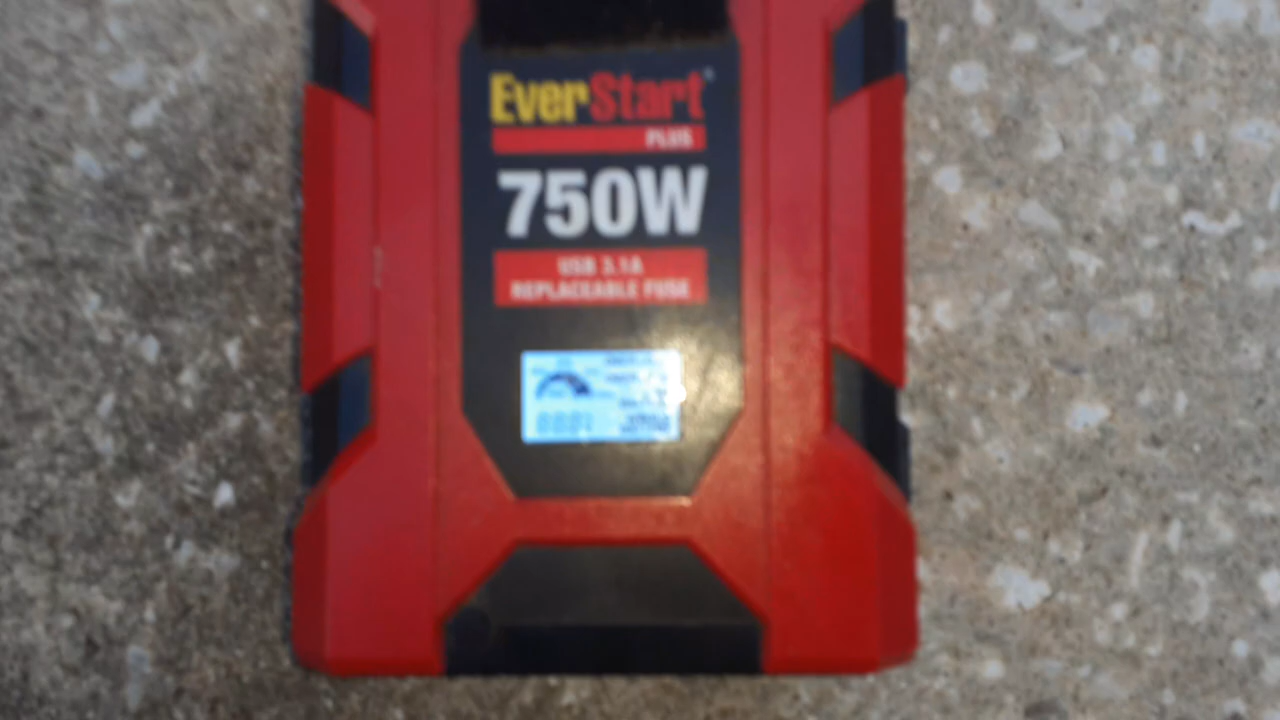 EverStart
PLUS
750W
USB 3.1A
REPLACEABLE FUSE